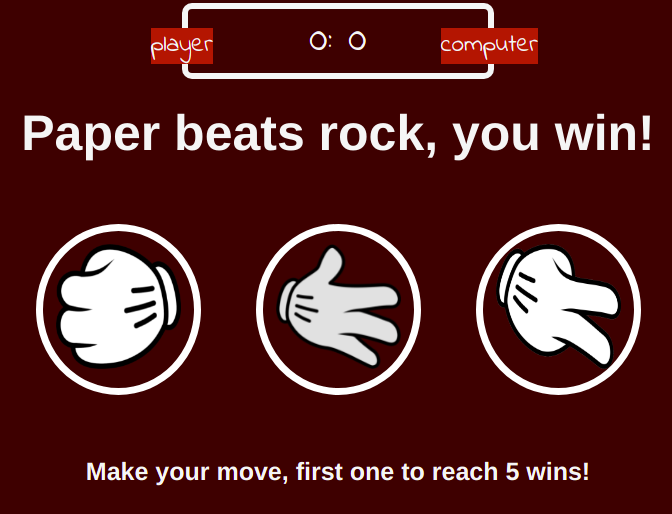 player 0: 0 computer
Paper beats rock, you win!
Make your move, first one to reach 5 wins!